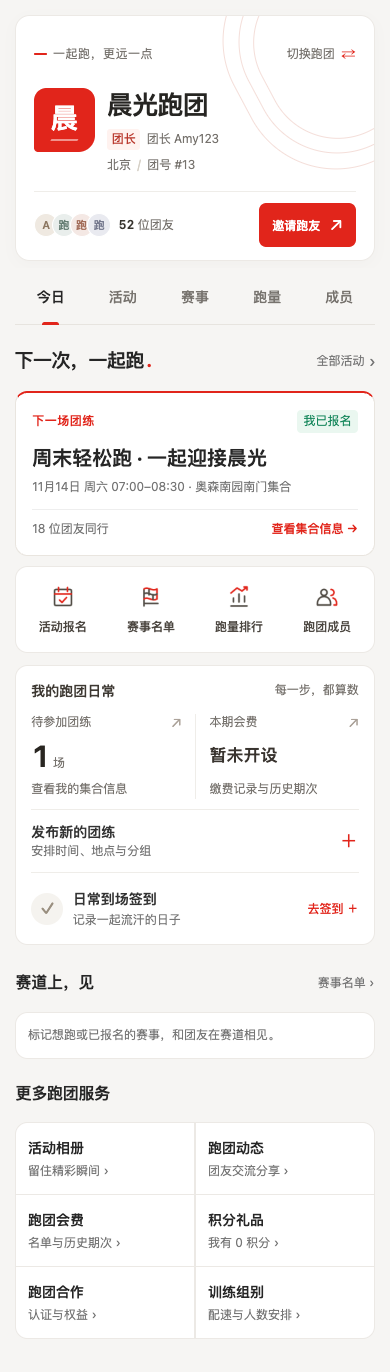 一起跑，更远一点
切换跑团
晨
晨光跑团
团长 团长 Amy123
北京 / 团号 #13
A 跑 跑 跑 52 位团友
邀请跑友
今日 活动 赛事 跑量 成员
下一次，一起跑.
全部活动 ›
下一场团练
我已报名
周末轻松跑 · 一起迎接晨光
11月14日 周六 07:00–08:30 · 奥森南园南门集合
18 位团友同行
查看集合信息 →
活动报名 赛事名单 跑量排行 跑团成员
我的跑团日常
每一步，都算数
待参加团练
1 场
查看我的集合信息
本期会费
暂未开设
缴费记录与历史期次
发布新的团练
安排时间、地点与分组
日常到场签到
记录一起流汗的日子
去签到 +
赛道上，见
赛事名单 ›
标记想跑或已报名的赛事，和团友在赛道相见。
更多跑团服务
活动相册
留住精彩瞬间 ›
跑团动态
团友交流分享 ›
跑团会费
名单与历史期次 ›
积分礼品
我有 0 积分 ›
跑团合作
认证与权益 ›
训练组别
配速与人数安排 ›